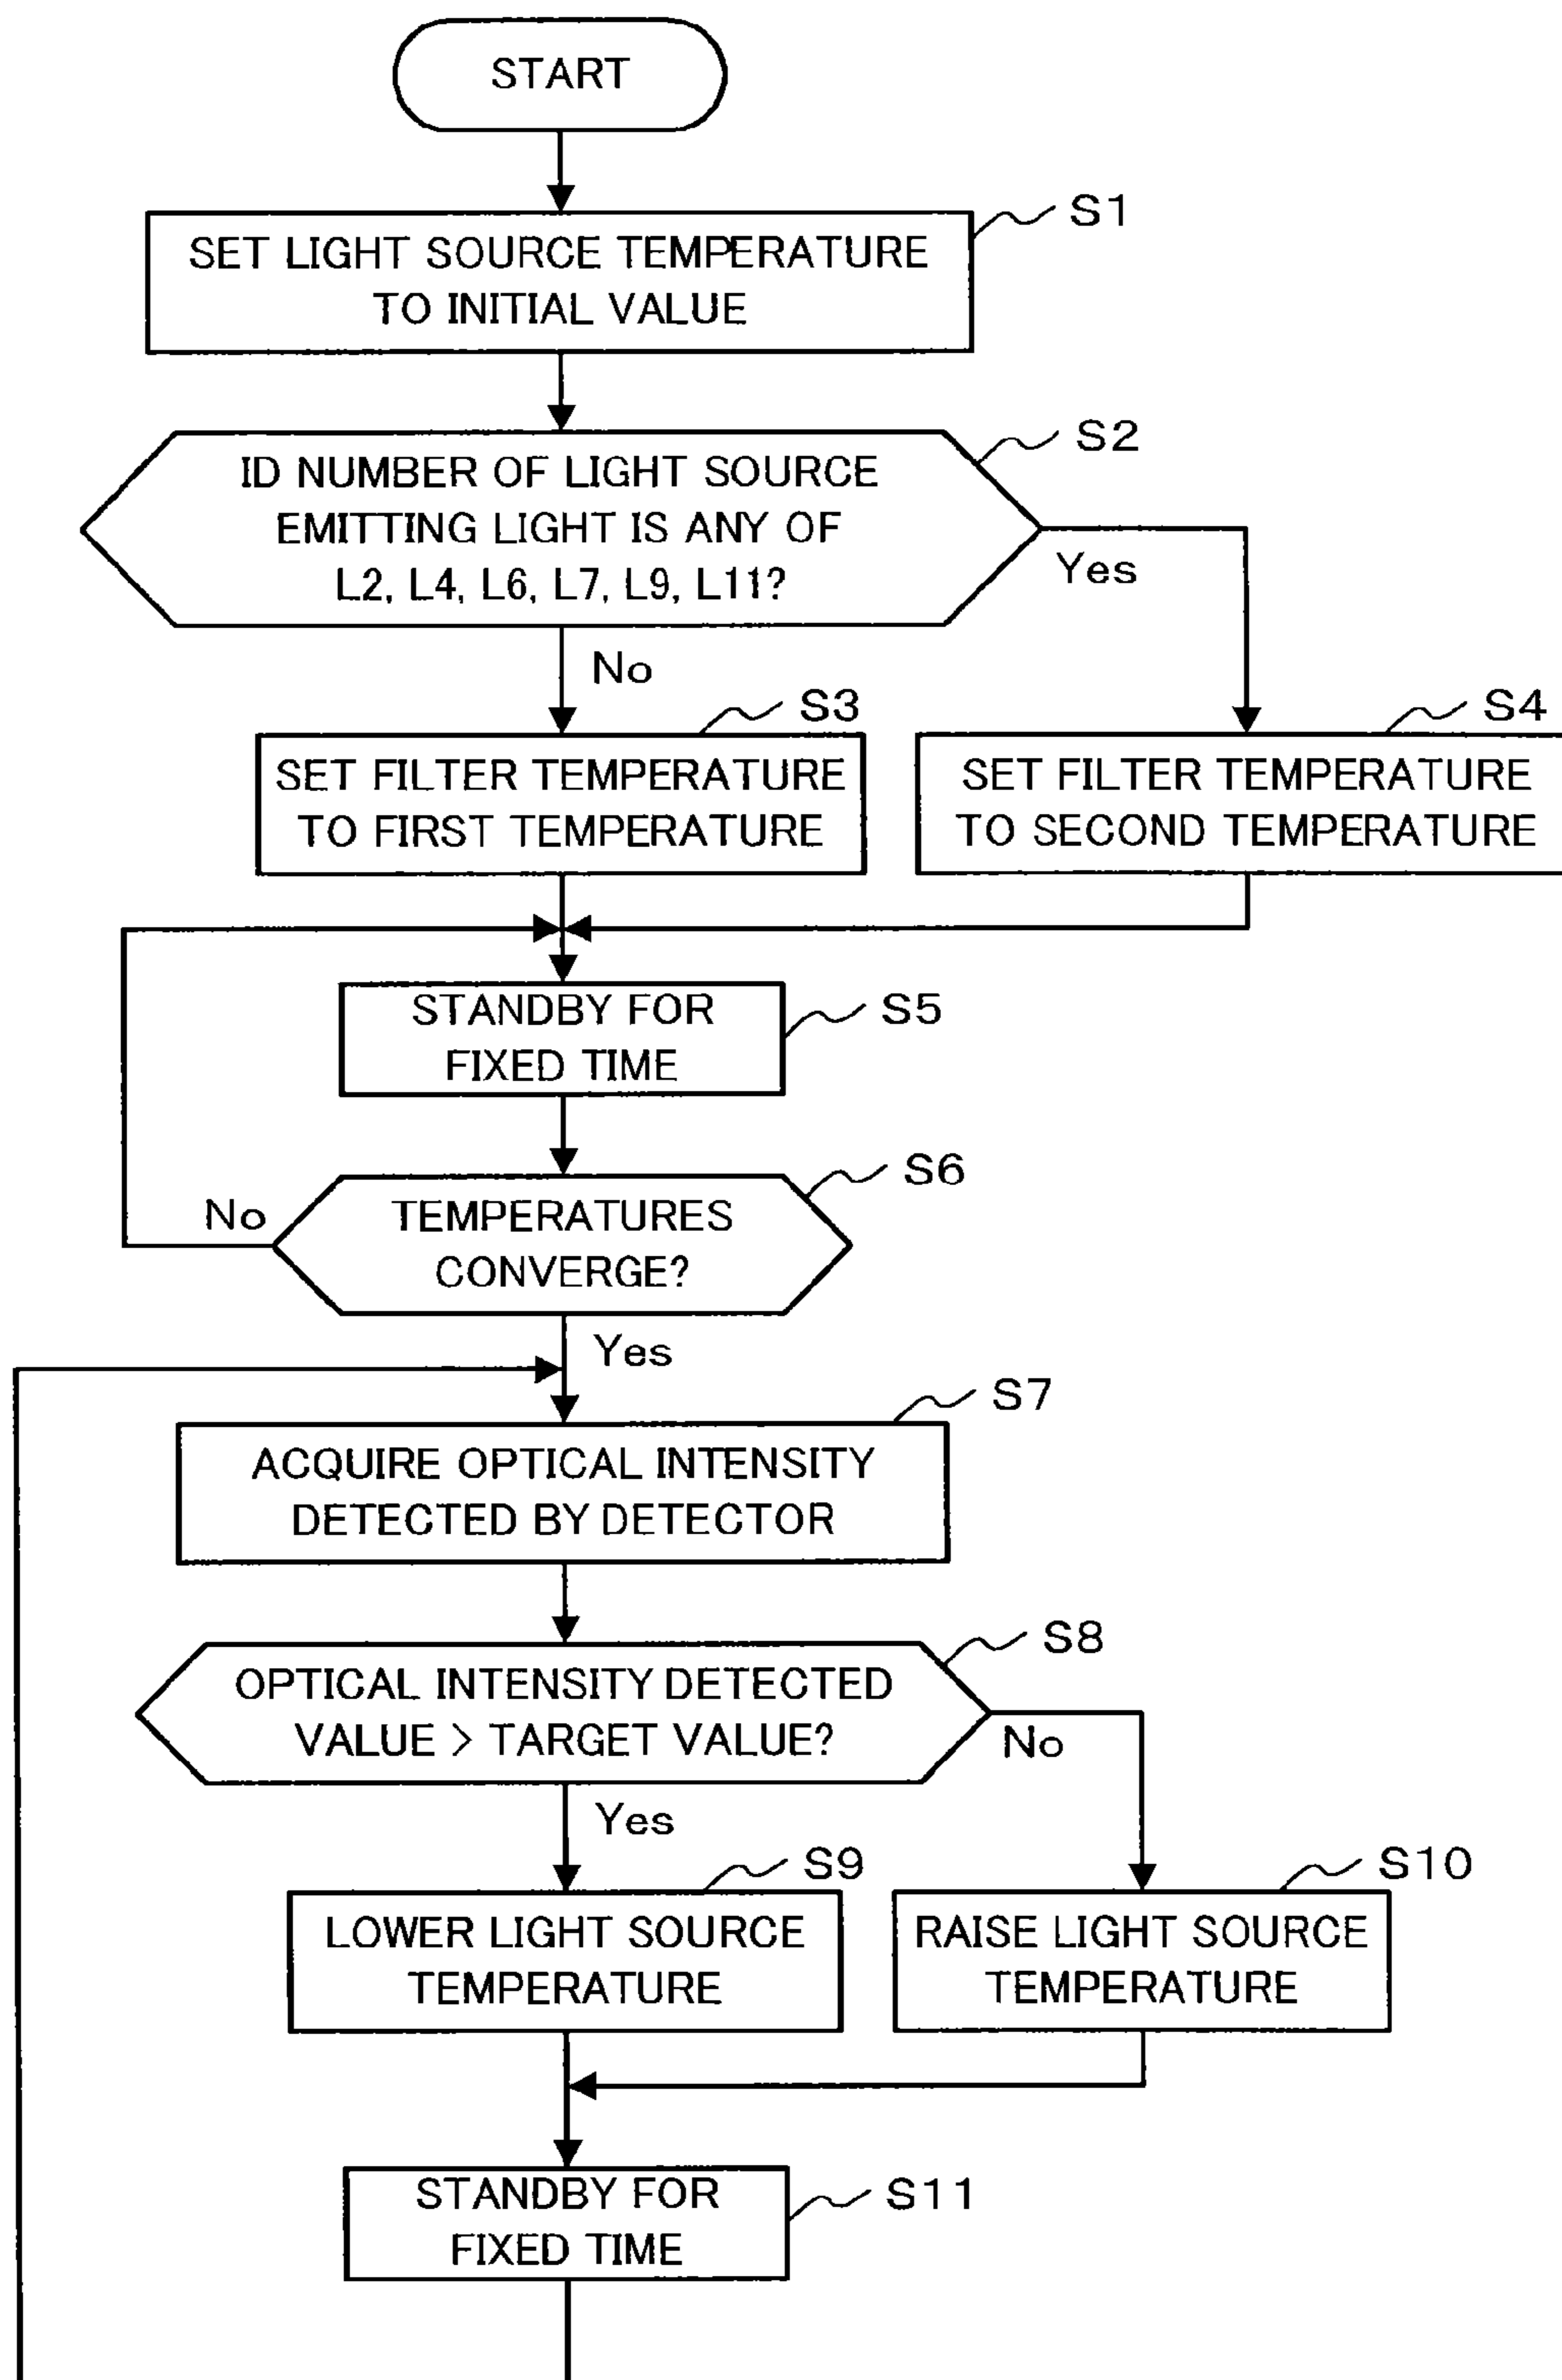 START
S1
SET LIGHT SOURCE TEMPERATURE
TO INITIAL VALUE
S2
ID NUMBER OF LIGHT SOURCE
EMITTING LIGHT IS ANY OF
L2, L4, L6, L7, L9, L11?
Yes
No
S3
SET FILTER TEMPERATURE
TO FIRST TEMPERATURE
S4
SET FILTER TEMPERATURE
TO SECOND TEMPERATURE
S5
STANDBY FOR
FIXED TIME
S6
TEMPERATURES
CONVERGE?
No
Yes
S7
ACQUIRE OPTICAL INTENSITY
DETECTED BY DETECTOR
S8
OPTICAL INTENSITY DETECTED
VALUE > TARGET VALUE?
No
Yes
S9
LOWER LIGHT SOURCE
TEMPERATURE
S10
RAISE LIGHT SOURCE
TEMPERATURE
S11
STANDBY FOR
FIXED TIME